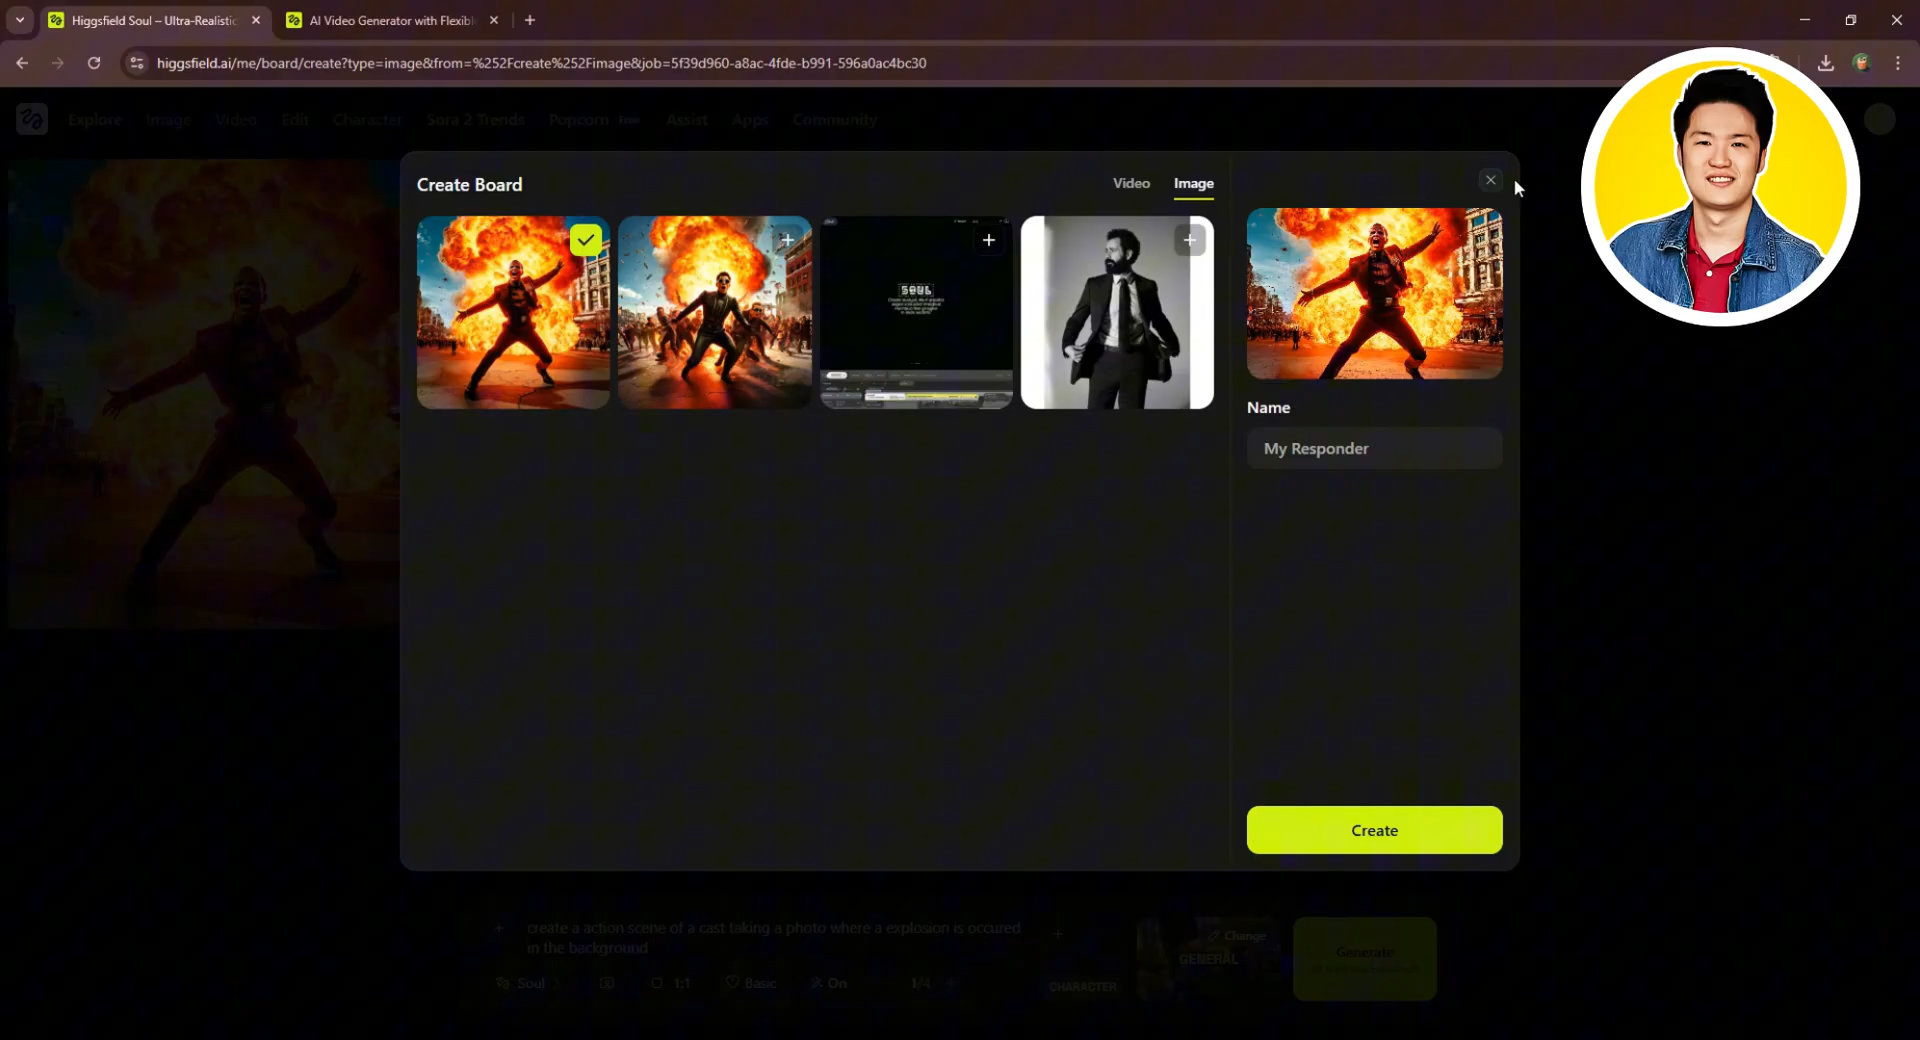 Higgsfield Soul – Ultra-Realistic
AI Video Generator with Flexib
higgsfield.ai/me/board/create?type=image&from=%252Fcreate%252Fimage&job=5f39d960-a8ac-4fde-b991-596a0ac4bc30
Explore Image Video Edit Character Sora 2 Trends Popcorn Free Assist Apps Community
Create Board
Video Image
SOUL
Name
My Responder
Create
create a action scene of a cast taking a photo where a explosion is occured
in the background
Change
GENERAL
Generate
Soul 1:1 Basic On 1/4
CHARACTER